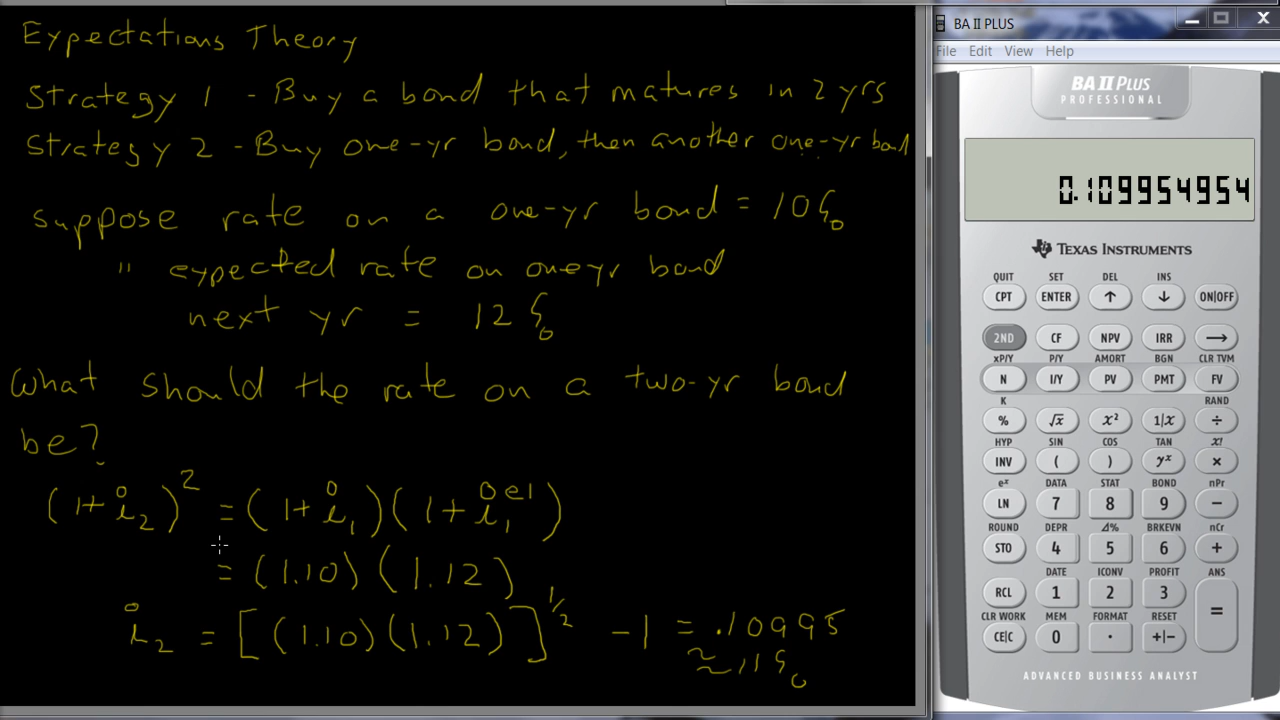 Expectations Theory
Strategy 1 - Buy a bond that matures in 2 yrs
Strategy 2 - Buy one-yr bond, then another one-yr bond
suppose rate on a one-yr bond = 10%
" expected rate on one yr bond
next yr = 12%
What should the rate on a two-yr bond
be?
(1+i₂)² = (1+i₁)(1+i₁ᵉ¹)
= (1.10)(1.12)
i₂ = [(1.10)(1.12)]^1/2 - 1 = .10995
≈ 11%
BA II PLUS
File Edit View Help
BA II PLUS
PROFESSIONAL
0.109954954
TEXAS INSTRUMENTS
QUIT SET DEL INS
CPT ENTER ↑ ↓ ON|OFF
2ND CF NPV IRR →
xP/Y P/Y AMORT BGN CLR TVM
N I/Y PV PMT FV
K RAND
% √x x² 1/x ÷
HYP SIN COS TAN x!
INV ( ) yˣ ×
eˣ DATA STAT BOND nPr
LN 7 8 9 −
ROUND DEPR Δ% BRKEVN nCr
STO 4 5 6 +
DATE ICONV PROFIT ANS
RCL 1 2 3 =
CLR WORK MEM FORMAT RESET
CE|C 0 . +|−
ADVANCED BUSINESS ANALYST